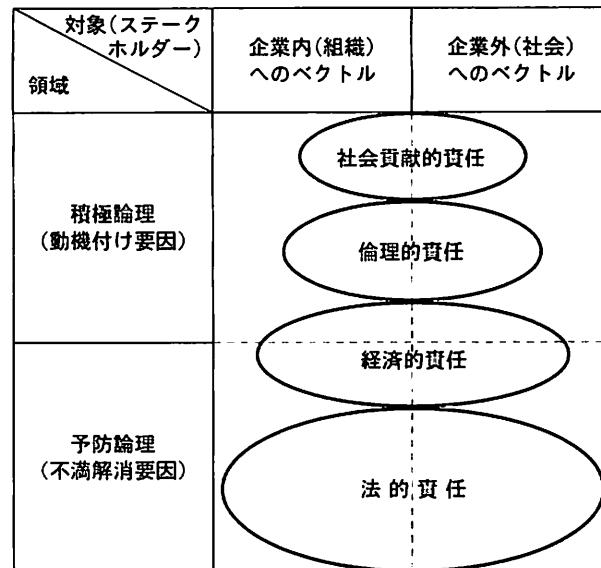 対象(ステーク
ホルダー)
領域
企業内(組織)
へのベクトル
企業外(社会)
へのベクトル
積極論理
(動機付け要因)
社会貢献的責任
倫理的責任
経済的責任
予防論理
(不満解消要因)
法的責任